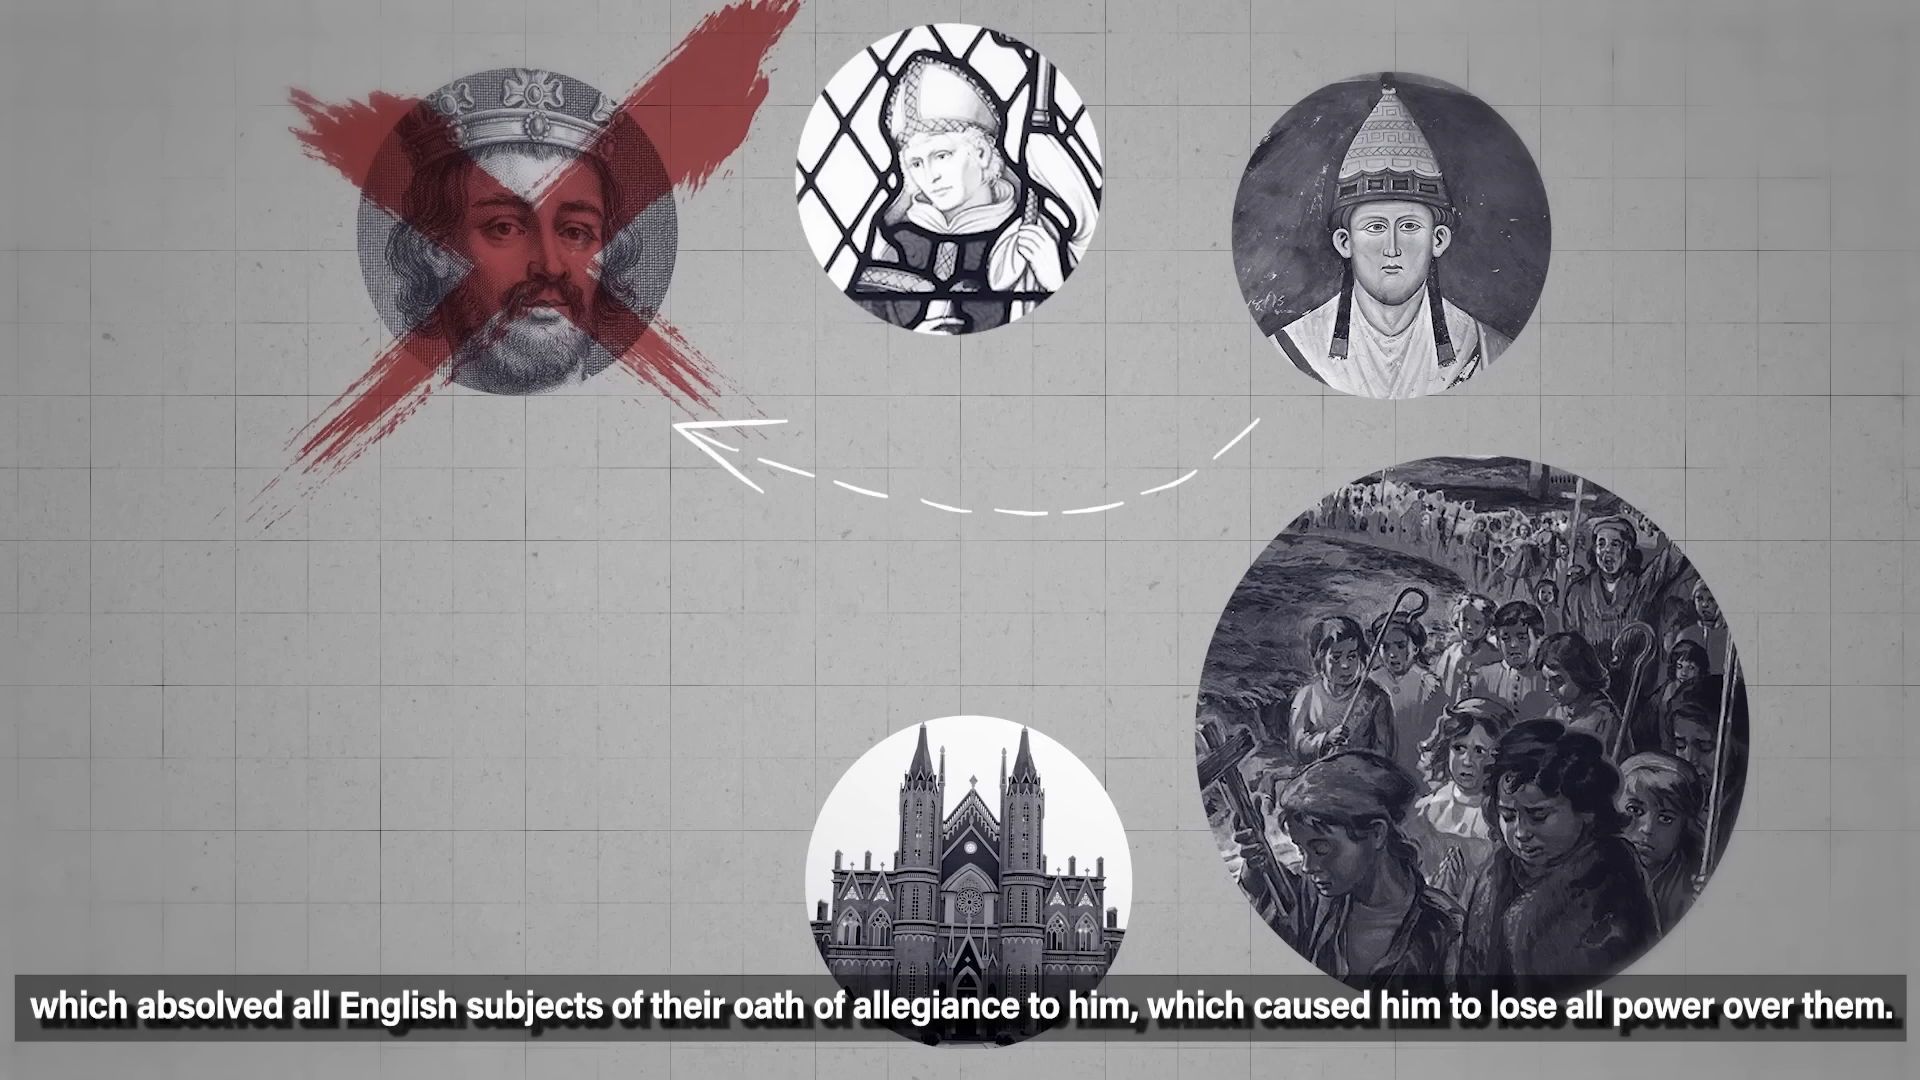 which absolved all English subjects of their oath of allegiance to him, which caused him to lose all power over them.